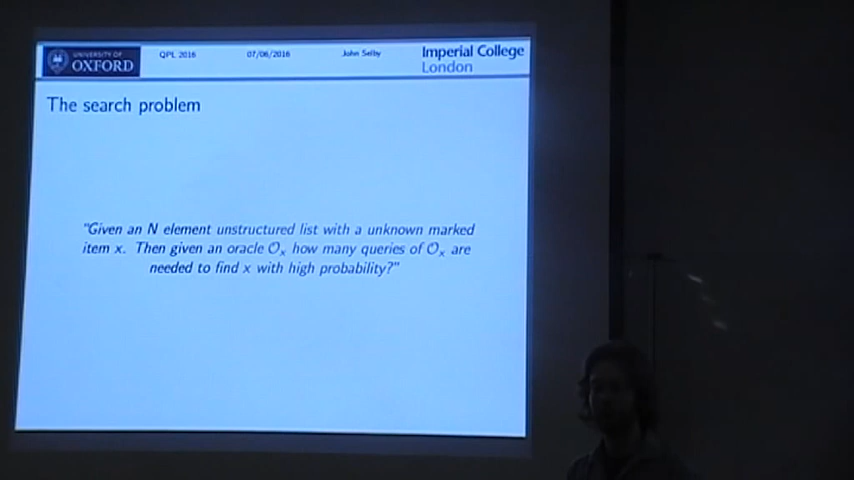 UNIVERSITY OF
OXFORD
QPL 2016
07/06/2016
John Selby
Imperial College
London
The search problem
"Given an N element unstructured list with a unknown marked
item x. Then given an oracle Oₓ how many queries of Oₓ are
needed to find x with high probability?"